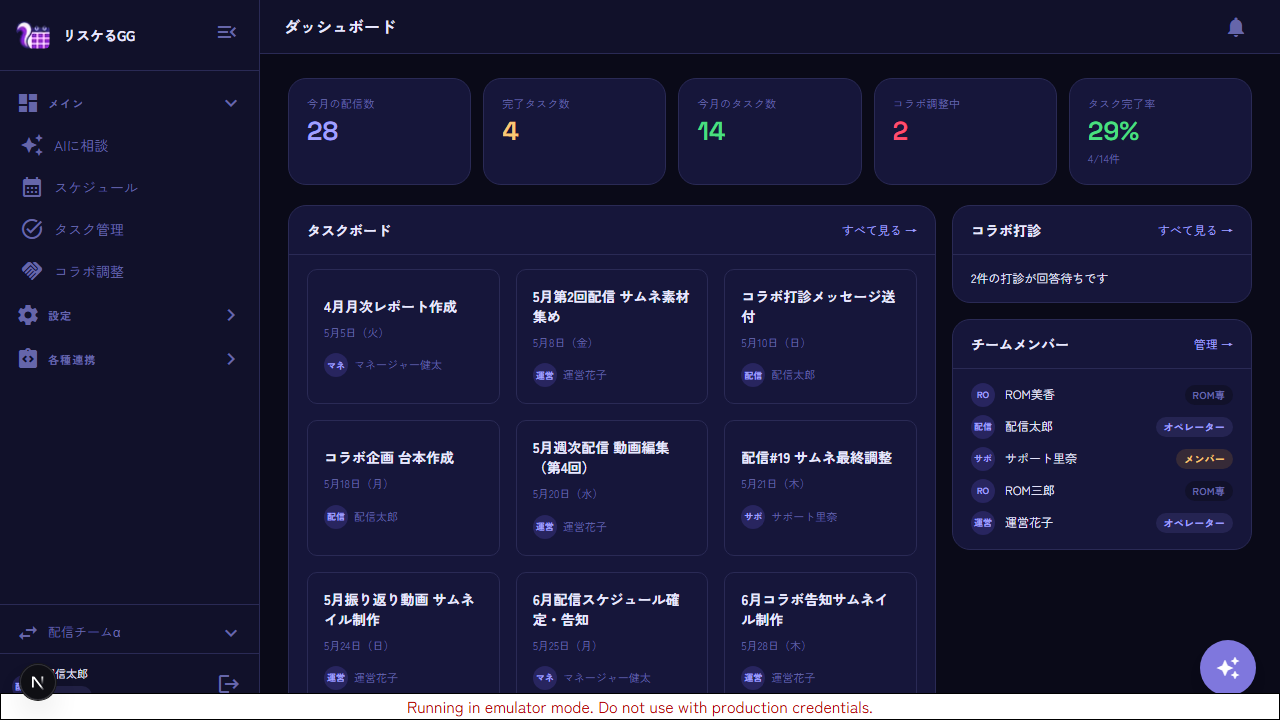 リスケるGG
メイン
AIに相談
スケジュール
タスク管理
コラボ調整
設定
各種連携
配信チームα
信太郎
N
ダッシュボード
今月の配信数
28
完了タスク数
4
今月のタスク数
14
コラボ調整中
2
タスク完了率
29%
4/14件
タスクボード
すべて見る →
4月月次レポート作成
5月5日（火）
マネ マネージャー健太
5月第2回配信 サムネ素材
集め
5月8日（金）
運営 運営花子
コラボ打診メッセージ送
付
5月10日（日）
配信 配信太郎
コラボ企画 台本作成
5月18日（月）
配信 配信太郎
5月週次配信 動画編集
（第4回）
5月20日（水）
運営 運営花子
配信#19 サムネ最終調整
5月21日（木）
サポ サポート里奈
5月振り返り動画 サムネ
イル制作
5月24日（日）
運営 運営花子
6月配信スケジュール確
定・告知
5月25日（月）
マネ マネージャー健太
6月コラボ告知サムネイ
ル制作
5月28日（木）
運営 運営花子
コラボ打診
すべて見る →
2件の打診が回答待ちです
チームメンバー
管理 →
RO ROM美香 ROM専
配信 配信太郎 オペレーター
サポ サポート里奈 メンバー
RO ROM三郎 ROM専
運営 運営花子 オペレーター
Running in emulator mode. Do not use with production credentials.